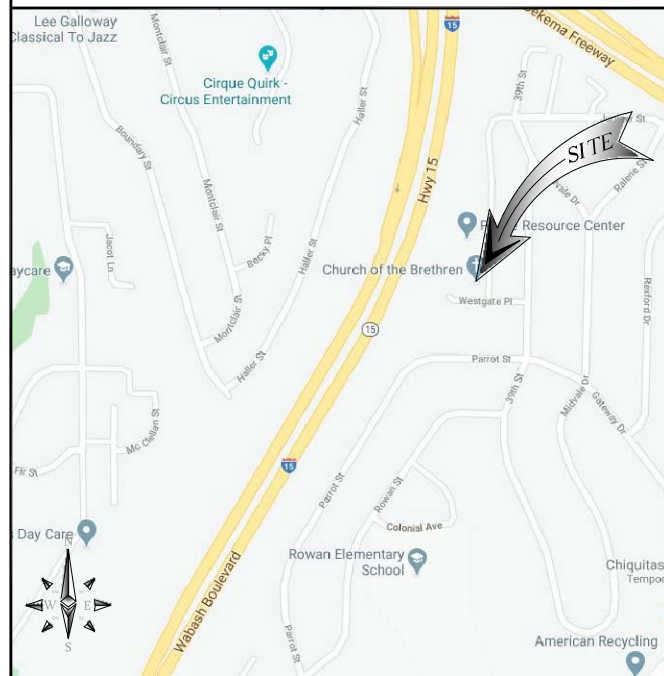 Lee Galloway
Classical To Jazz
Montclair St
15
Dekema Freeway
Cirque Quirk -
Circus Entertainment
Haller St
39th St
Boundary St
Montclair St
SITE
Ralene St
Hwy 15
Resource Center
Jacot Ln
Becky Pl
Haller St
Church of the Brethren
Rexford Dr
Westgate Pl
Montclair St
15
Haller St
Parrot St
39th St
Midvale Dr
Gateway Dr
Mc Clellan St
Fir St
15
Parrot St
Rowan St
Colonial Ave
Day Care
Rowan Elementary
School
Chiquitas
N
W E
S
Wabash Boulevard
Parrot St
American Recycling